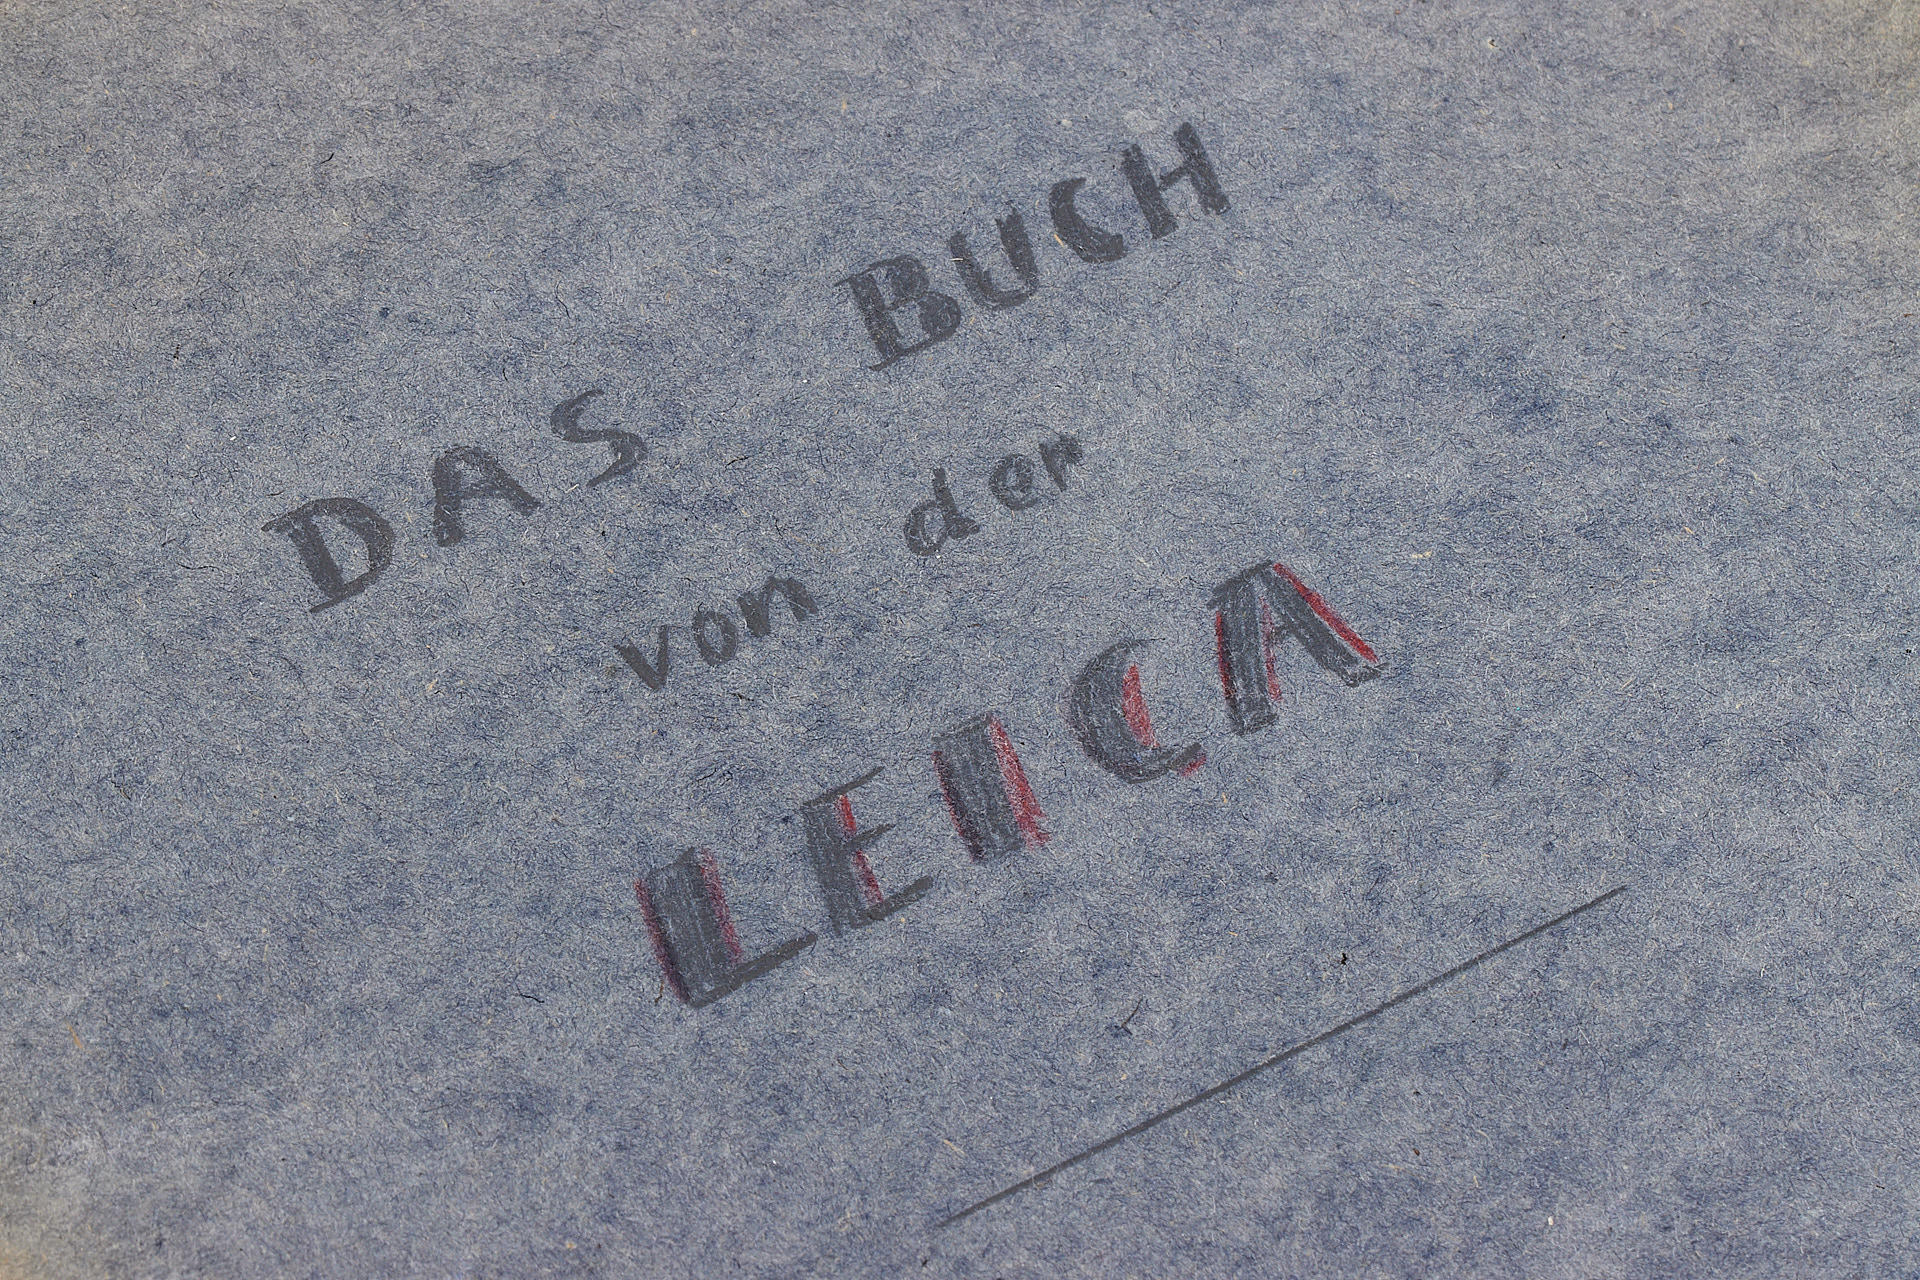 DAS BUCH
von der
LEICA